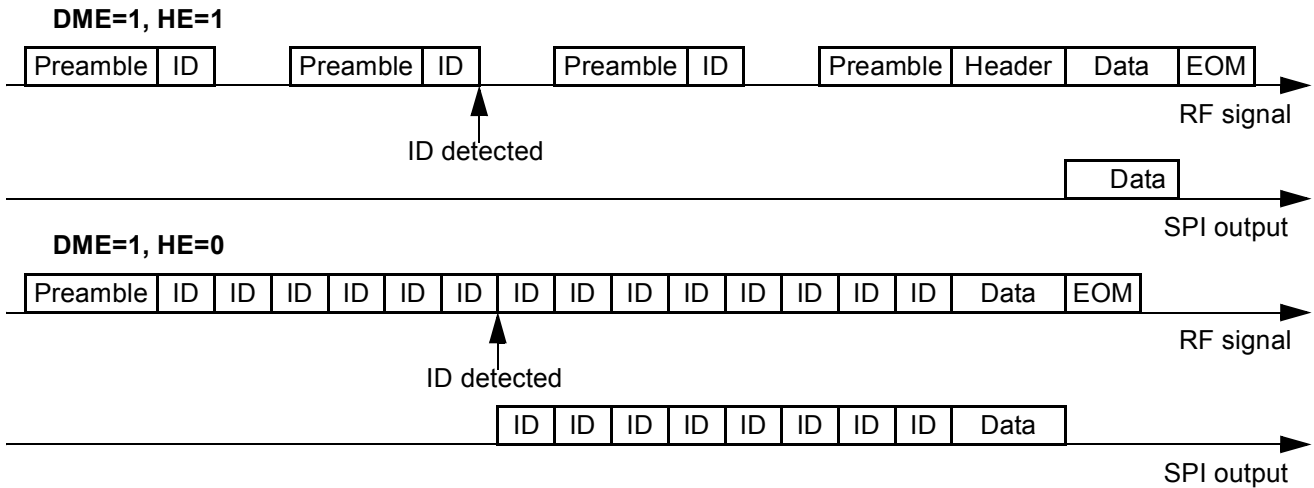 DME=1, HE=1
Preamble ID Preamble ID Preamble ID Preamble Header Data EOM
RF signal
ID detected
Data
SPI output
DME=1, HE=0
Preamble ID ID ID ID ID ID ID ID ID ID ID ID ID ID Data EOM
RF signal
ID detected
ID ID ID ID ID ID ID ID Data
SPI output